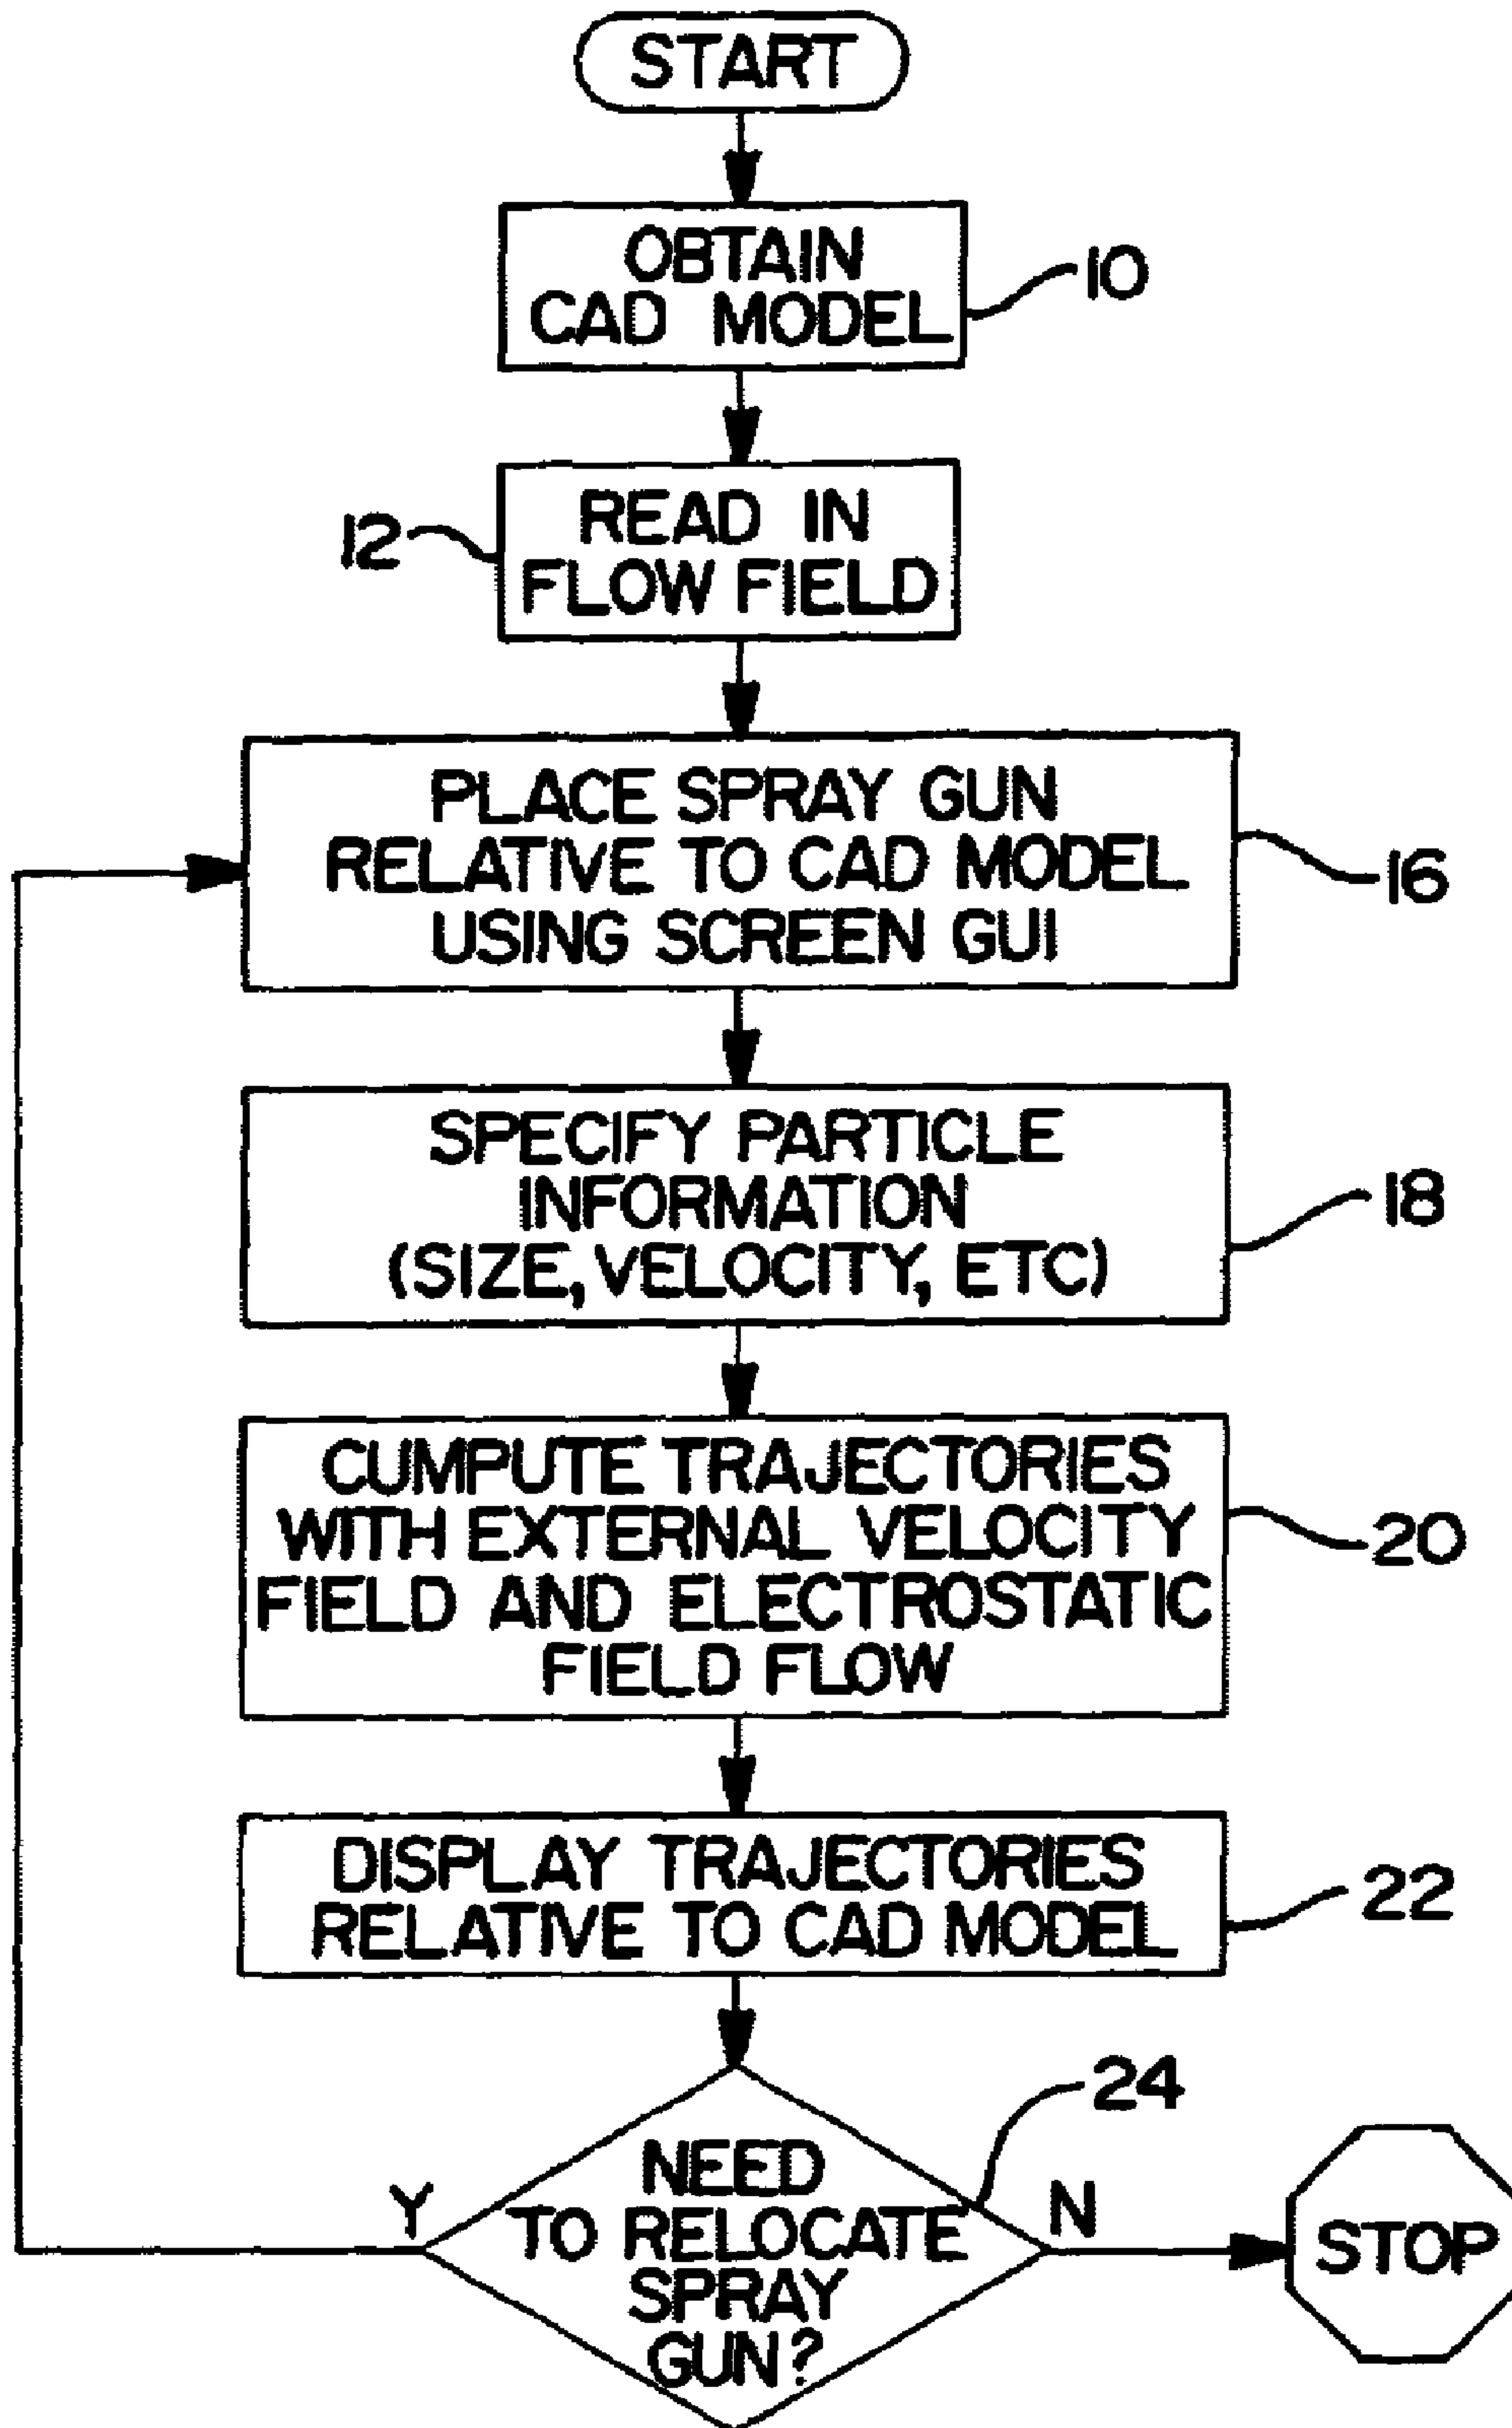 START
OBTAIN
CAD MODEL
10
READ IN
FLOW FIELD
12
PLACE SPRAY GUN
RELATIVE TO CAD MODEL
USING SCREEN GUI
16
SPECIFY PARTICLE
INFORMATION
(SIZE, VELOCITY, ETC)
18
CUMPUTE TRAJECTORIES
WITH EXTERNAL VELOCITY
FIELD AND ELECTROSTATIC
FIELD FLOW
20
DISPLAY TRAJECTORIES
RELATIVE TO CAD MODEL
22
24
NEED
TO RELOCATE
SPRAY
GUN?
Y
N
STOP